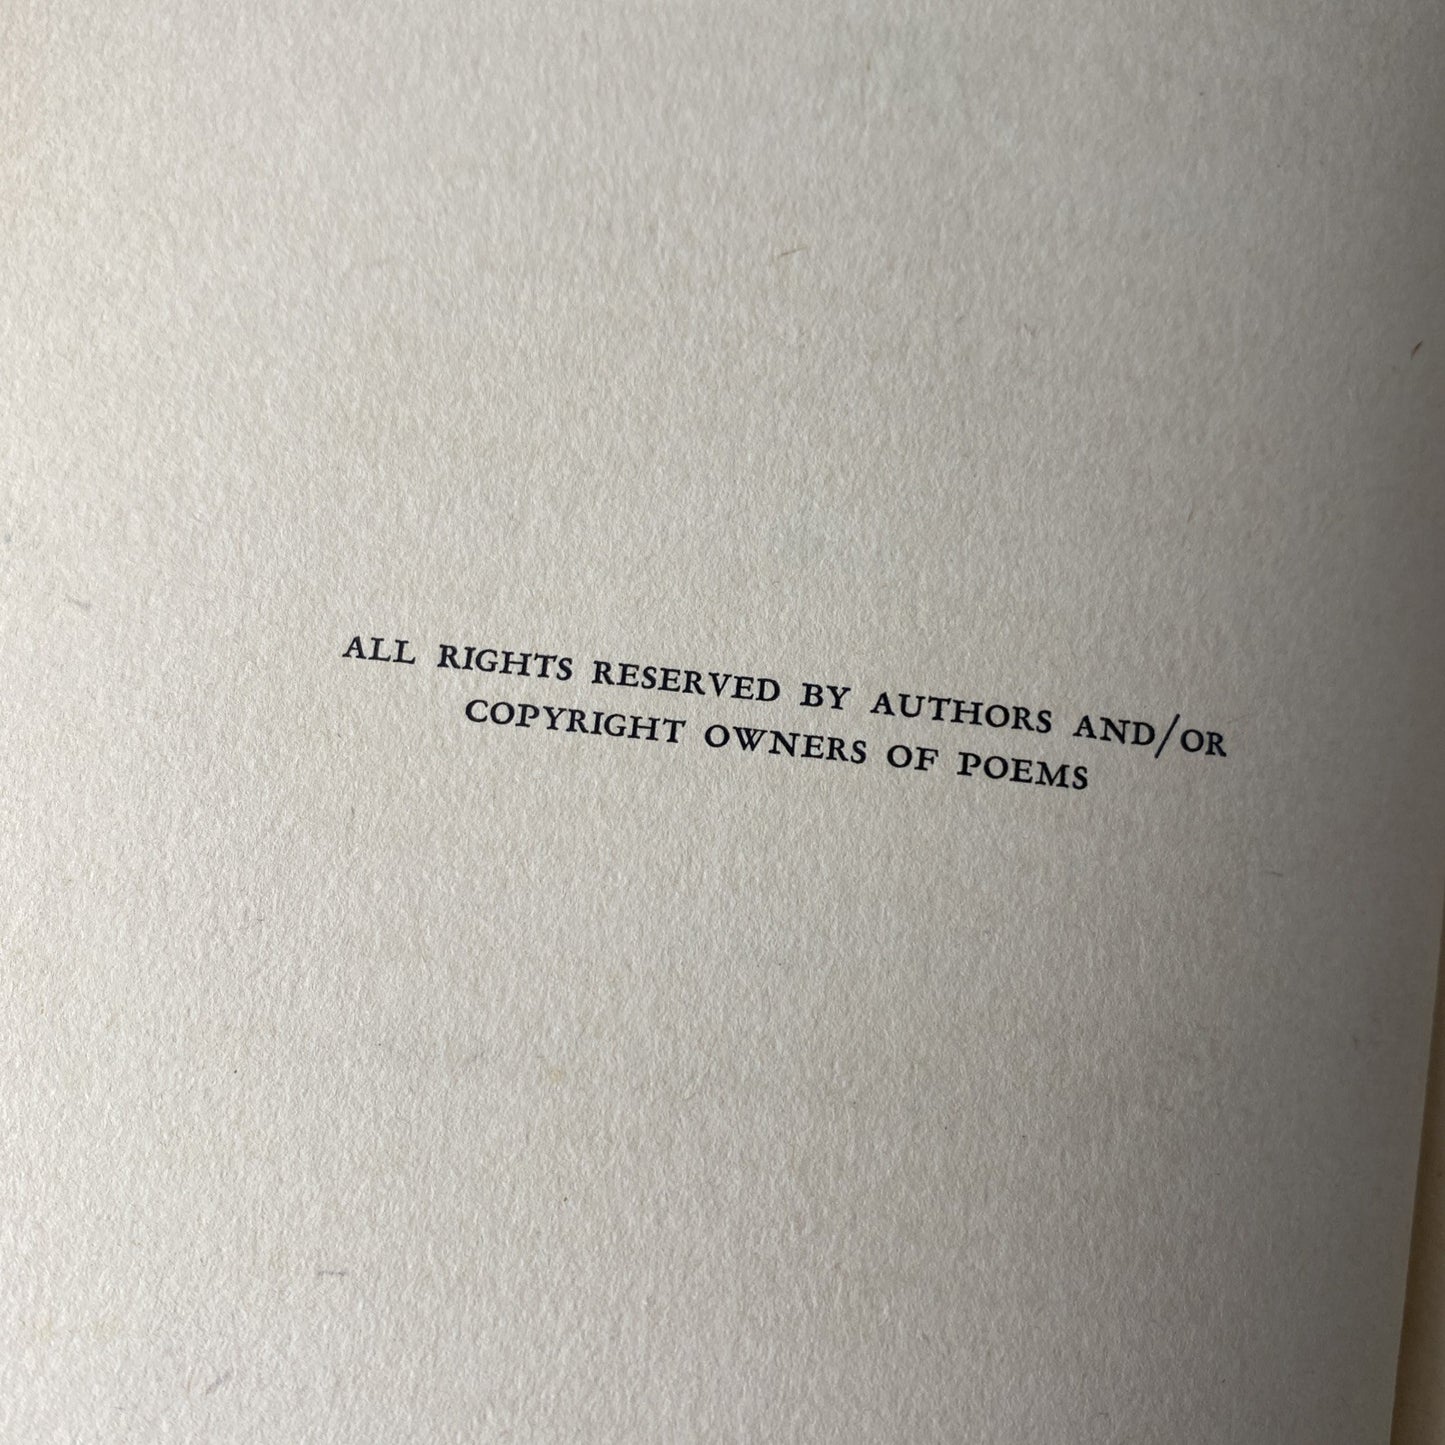 ALL RIGHTS RESERVED BY AUTHORS AND/OR
COPYRIGHT OWNERS OF POEMS